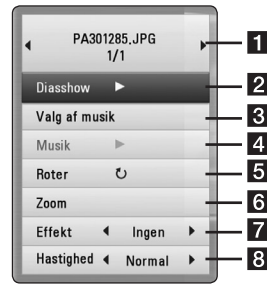 PA301285.JPG
1/1
1
Diasshow
2
Valg af musik
3
Musik
4
Roter
5
Zoom
6
Effekt Ingen
7
Hastighed Normal
8